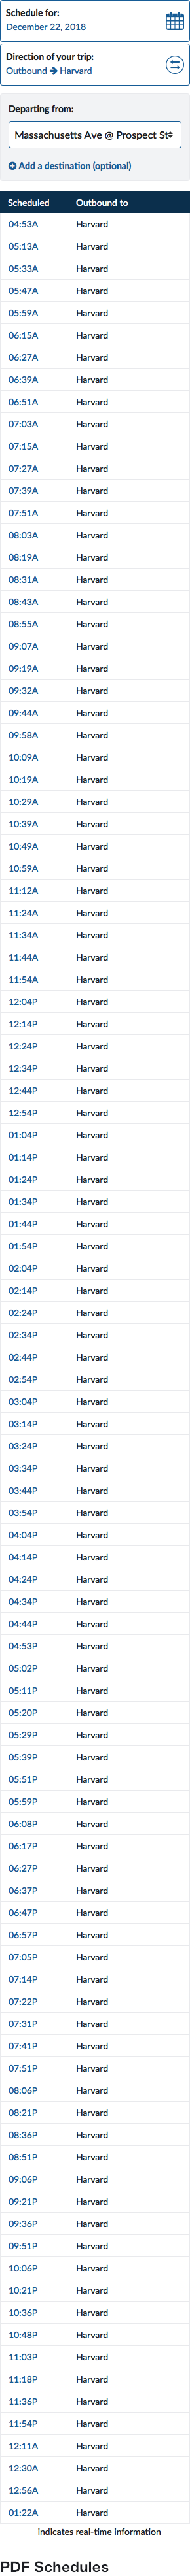 Schedule for:
December 22, 2018
Direction of your trip:
Outbound → Harvard
Departing from:
Massachusetts Ave @ Prospect St
Add a destination (optional)
Scheduled Outbound to
04:53A Harvard
05:13A Harvard
05:33A Harvard
05:47A Harvard
05:59A Harvard
06:15A Harvard
06:27A Harvard
06:39A Harvard
06:51A Harvard
07:03A Harvard
07:15A Harvard
07:27A Harvard
07:39A Harvard
07:51A Harvard
08:03A Harvard
08:19A Harvard
08:31A Harvard
08:43A Harvard
08:55A Harvard
09:07A Harvard
09:19A Harvard
09:32A Harvard
09:44A Harvard
09:58A Harvard
10:09A Harvard
10:19A Harvard
10:29A Harvard
10:39A Harvard
10:49A Harvard
10:59A Harvard
11:12A Harvard
11:24A Harvard
11:34A Harvard
11:44A Harvard
11:54A Harvard
12:04P Harvard
12:14P Harvard
12:24P Harvard
12:34P Harvard
12:44P Harvard
12:54P Harvard
01:04P Harvard
01:14P Harvard
01:24P Harvard
01:34P Harvard
01:44P Harvard
01:54P Harvard
02:04P Harvard
02:14P Harvard
02:24P Harvard
02:34P Harvard
02:44P Harvard
02:54P Harvard
03:04P Harvard
03:14P Harvard
03:24P Harvard
03:34P Harvard
03:44P Harvard
03:54P Harvard
04:04P Harvard
04:14P Harvard
04:24P Harvard
04:34P Harvard
04:44P Harvard
04:53P Harvard
05:02P Harvard
05:11P Harvard
05:20P Harvard
05:29P Harvard
05:39P Harvard
05:51P Harvard
05:59P Harvard
06:08P Harvard
06:17P Harvard
06:27P Harvard
06:37P Harvard
06:47P Harvard
06:57P Harvard
07:05P Harvard
07:14P Harvard
07:22P Harvard
07:31P Harvard
07:41P Harvard
07:51P Harvard
08:06P Harvard
08:21P Harvard
08:36P Harvard
08:51P Harvard
09:06P Harvard
09:21P Harvard
09:36P Harvard
09:51P Harvard
10:06P Harvard
10:21P Harvard
10:36P Harvard
10:48P Harvard
11:03P Harvard
11:18P Harvard
11:36P Harvard
11:54P Harvard
12:11A Harvard
12:30A Harvard
12:56A Harvard
01:22A Harvard
indicates real-time information
PDF Schedules